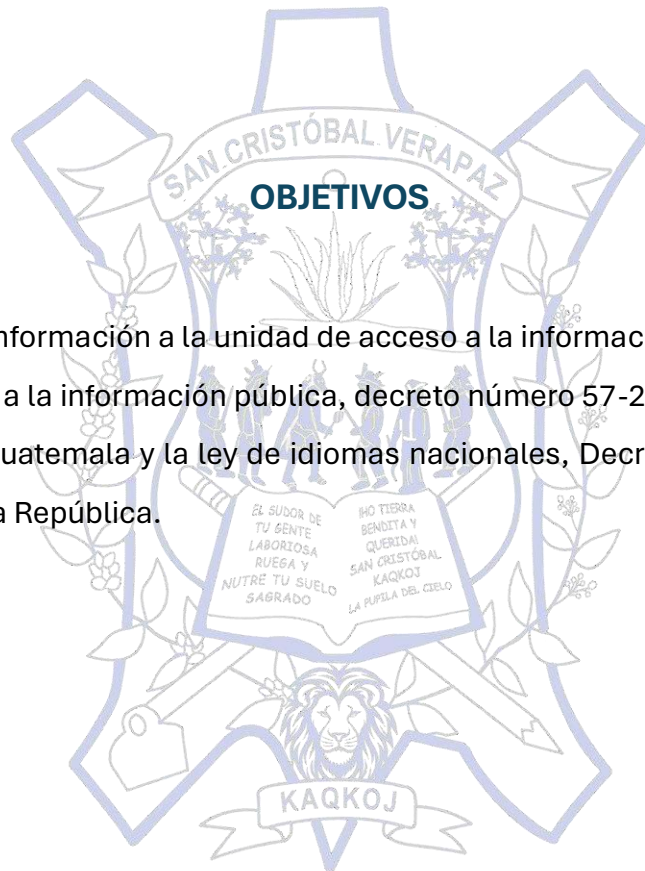 SAN CRISTÓBAL VERAPAZ
OBJETIVOS
nformación a la unidad de acceso a la informac
a la información pública, decreto número 57-2
uatemala y la ley de idiomas nacionales, Decr
a República.
EL SUDOR DE
TU GENTE
LABORIOSA
RUEGA Y
NUTRE TU SUELO
SAGRADO
!HO TIERRA
BENDITA Y
QUERIDA!
SAN CRISTÓBAL
KAQKOJ
LA PUPILA DEL CIELO
KAQKOJ